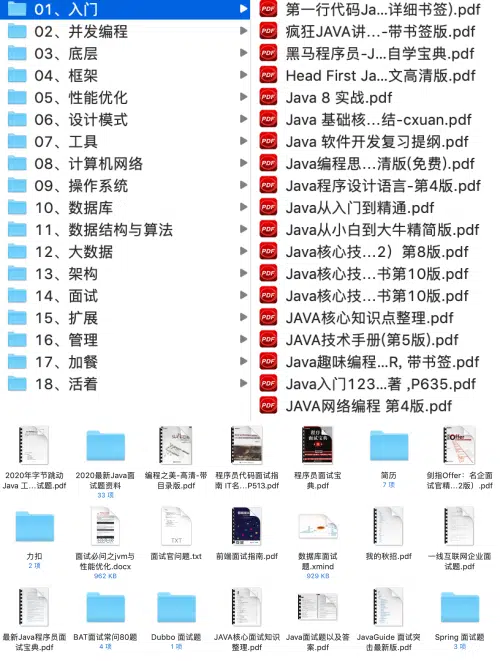 01、入门
02、并发编程
03、底层
04、框架
05、性能优化
06、设计模式
07、工具
08、计算机网络
09、操作系统
10、数据库
11、数据结构与算法
12、大数据
13、架构
14、面试
15、扩展
16、管理
17、加餐
18、活着
第一行代码Ja...详细书签).pdf
疯狂JAVA讲...-带书签版.pdf
黑马程序员-J...自学宝典.pdf
Head First Ja...文高清版.pdf
Java 8 实战.pdf
Java 基础核...结-cxuan.pdf
Java 软件开发复习提纲.pdf
Java编程思...清版(免费).pdf
Java程序设计语言-第4版.pdf
Java从入门到精通.pdf
Java从小白到大牛精简版.pdf
Java核心技...2）第8版.pdf
Java核心技...书第10版.pdf
Java核心技...书第10版.pdf
JAVA核心知识点整理.pdf
JAVA技术手册(第5版).pdf
Java趣味编程...R, 带书签.pdf
Java入门123...著 ,P635.pdf
JAVA网络编程 第4版.pdf
2020年字节跳动
Java 工...试题.pdf
2020最新Java面
试题资料
33 项
编程之美-高清-带
目录版.pdf
程序员代码面试指
南 IT名...P513.pdf
程序员面试宝
典.pdf
简历
7 项
剑指Offer：名企面
试官精...2版）.pdf
力扣
2 项
面试必问之jvm与
性能优化.docx
962 KB
TXT
面试官问题.txt
前端面试指南.pdf
数据库面试
题.xmind
929 KB
我的秋招.pdf
一线互联网企业面
试题.pdf
最新Java程序员面
试宝典.pdf
BAT面试常问80题
4 项
Dubbo 面试题
1 项
JAVA核心面试知识
整理.pdf
Java面试题以及答
案.pdf
JavaGuide 面试突
击最新版.pdf
Spring 面试题
3 项